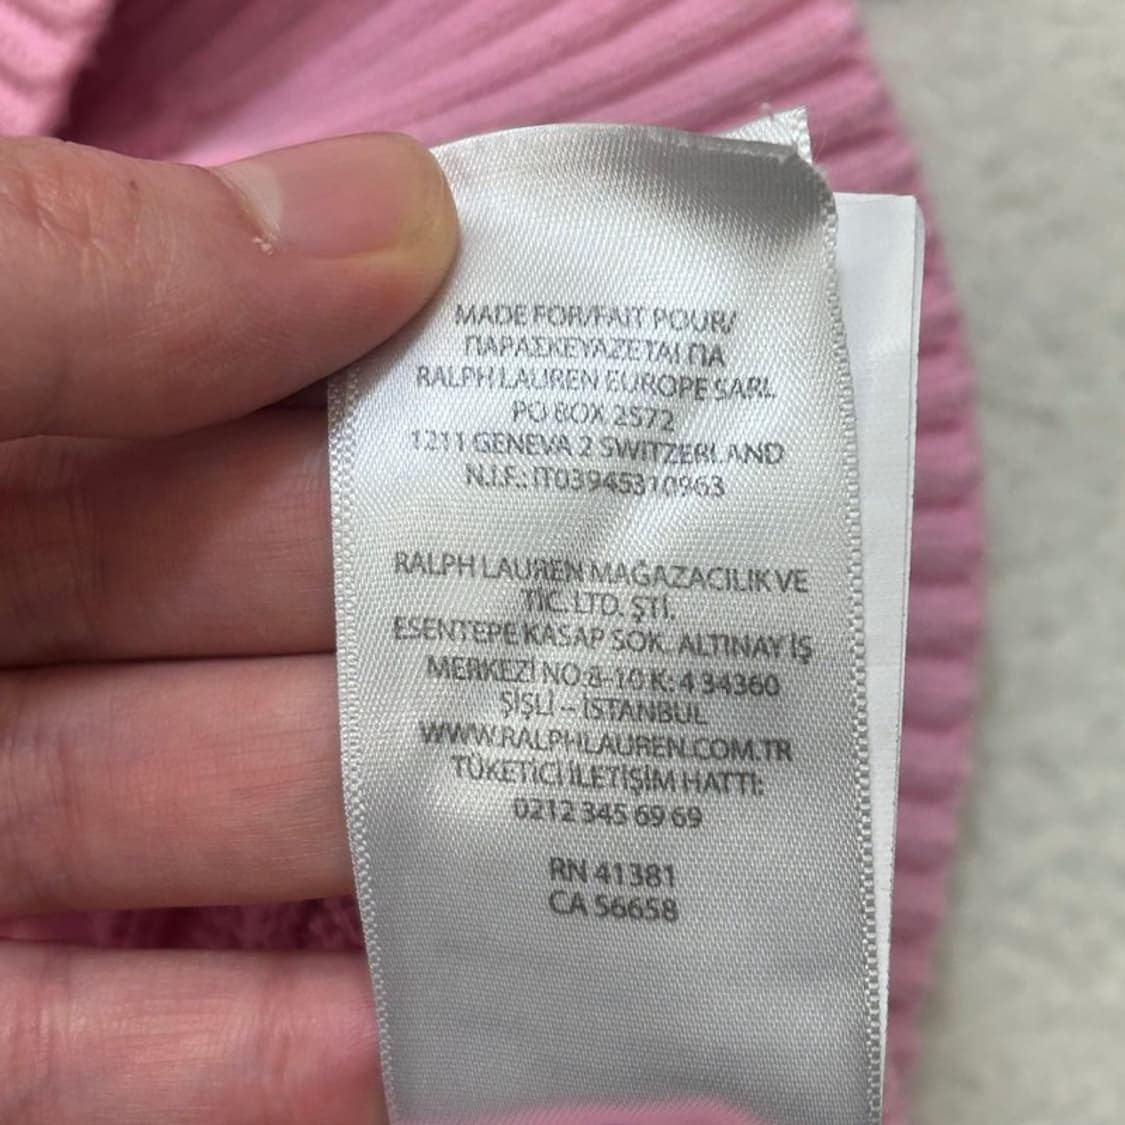 MADE FOR/FAIT POUR/
ΠΑΡΑΣΚΕΥΑΖΕΤΑΙ ΠΑ
RALPH LAUREN EUROPE SARL
PO BOX 2572
1211 GENEVA 2 SWITZERLAND
N.I.F.: IT03945310963
RALPH LAUREN MAĞAZACILIK VE
TİC. LTD. ŞTİ.
ESENTEPE KASAP SOK. ALTINAY İŞ
MERKEZİ NO:8-10 K: 4 34360
ŞİŞLİ – İSTANBUL
WWW.RALPHLAUREN.COM.TR
TÜKETİCİ İLETİŞİM HATTI:
0212 345 69 69
RN 41381
CA 56658